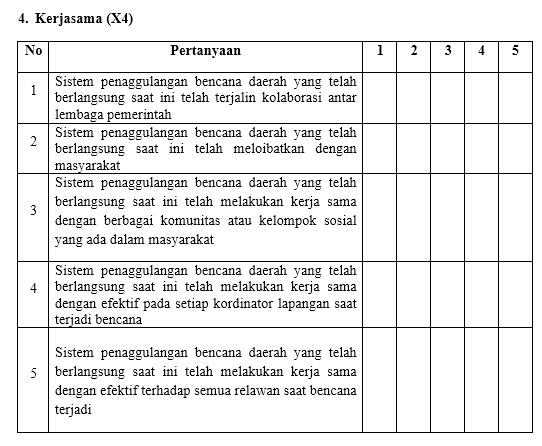 4. Kerjasama (X4)
No Pertanyaan 1 2 3 4 5
1
Sistem penaggulangan bencana daerah yang telah
berlangsung saat ini telah terjalin kolaborasi antar
lembaga pemerintah
2
Sistem penaggulangan bencana daerah yang telah
berlangsung saat ini telah meloibatkan dengan
masyarakat
3
Sistem penaggulangan bencana daerah yang telah
berlangsung saat ini telah melakukan kerja sama
dengan berbagai komunitas atau kelompok sosial
yang ada dalam masyarakat
4
Sistem penaggulangan bencana daerah yang telah
berlangsung saat ini telah melakukan kerja sama
dengan efektif pada setiap kordinator lapangan saat
terjadi bencana
5
Sistem penaggulangan bencana daerah yang telah
berlangsung saat ini telah melakukan kerja sama
dengan efektif terhadap semua relawan saat bencana
terjadi